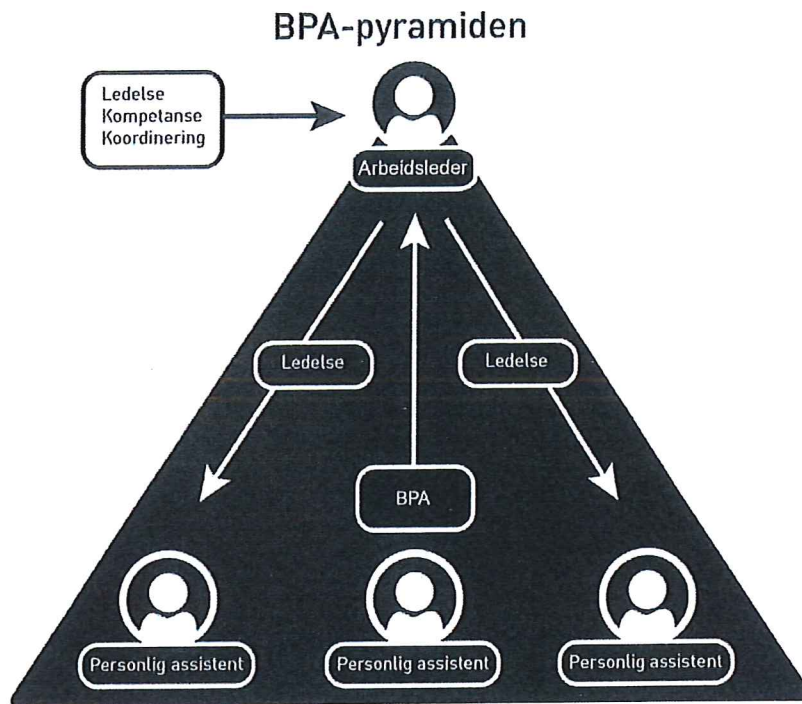 BPA-pyramiden
Ledelse
Kompetanse
Koordinering
Arbeidsleder
Ledelse
Ledelse
BPA
Personlig assistent
Personlig assistent
Personlig assistent